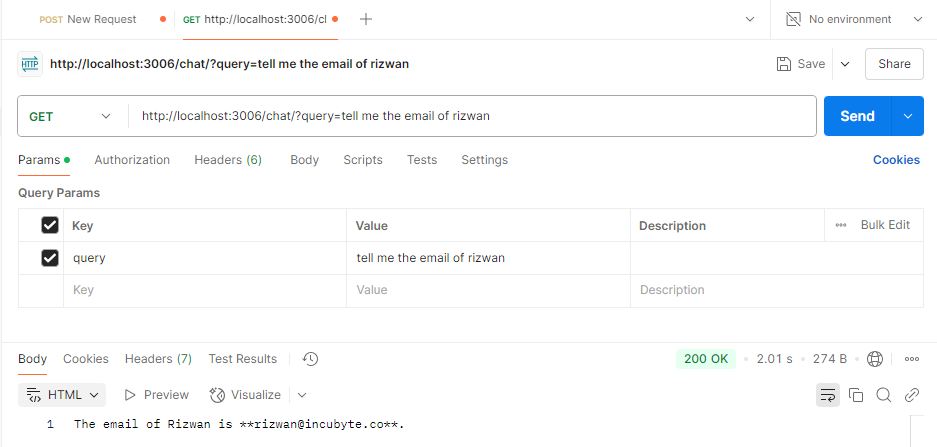 POST New Request
GET http://localhost:3006/cl
No environment
HTTP http://localhost:3006/chat/?query=tell me the email of rizwan
Save
Share
GET
http://localhost:3006/chat/?query=tell me the email of rizwan
Send
Params Authorization Headers (6) Body Scripts Tests Settings Cookies
Query Params
Key Value Description Bulk Edit
query tell me the email of rizwan
Key Value Description
Body Cookies Headers (7) Test Results 200 OK 2.01 s 274 B
HTML Preview Visualize
1 The email of Rizwan is **rizwan@incubyte.co**.